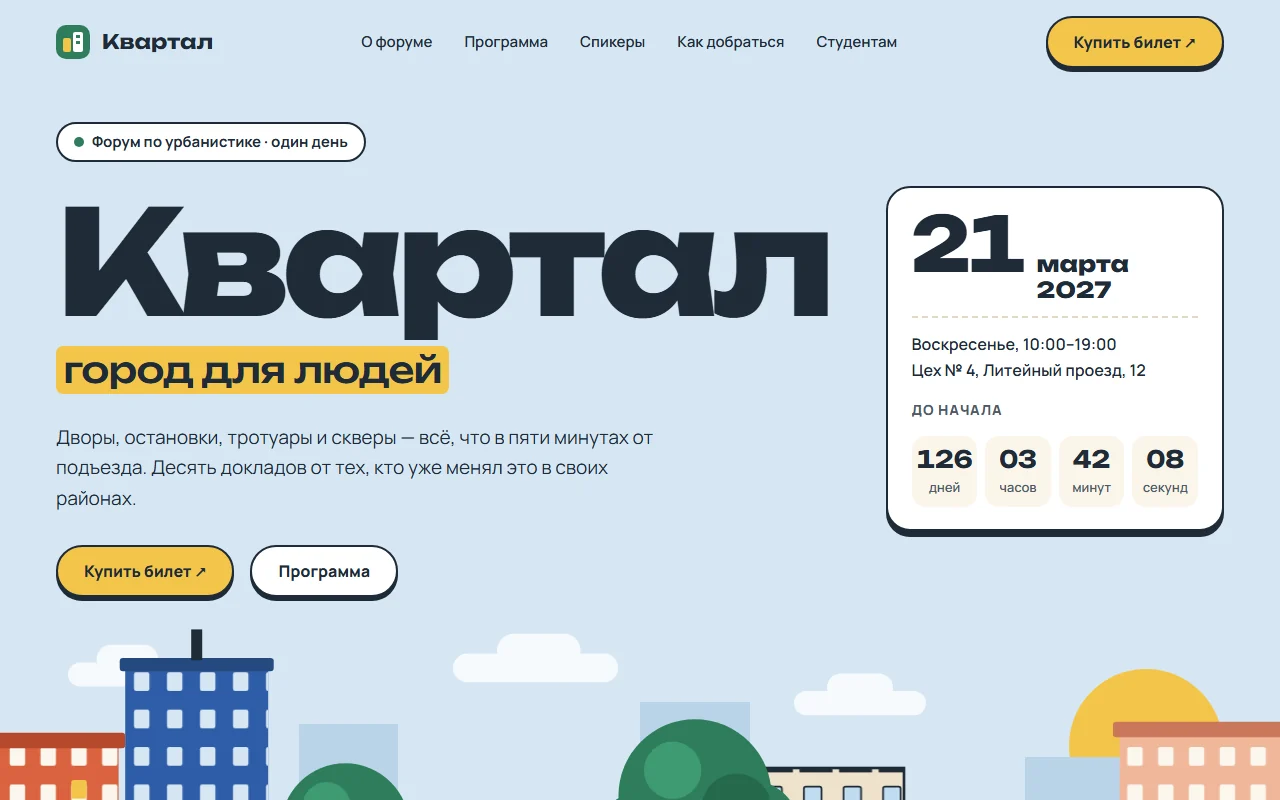 Квартал
О форуме
Программа
Спикеры
Как добраться
Студентам
Купить билет ↗
Форум по урбанистике · один день
Квартал
город для людей
Дворы, остановки, тротуары и скверы — всё, что в пяти минутах от
подъезда. Десять докладов от тех, кто уже менял это в своих
районах.
Купить билет ↗
Программа
21 марта
2027
Воскресенье, 10:00–19:00
Цех № 4, Литейный проезд, 12
ДО НАЧАЛА
126 03 42 08
дней часов минут секунд